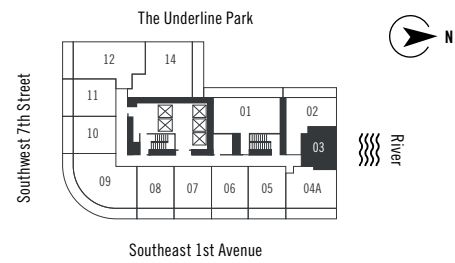 The Underline Park
N
12
14
11
01
02
10
03
River
Southwest 7th Street
09
08
07
06
05
04A
Southeast 1st Avenue